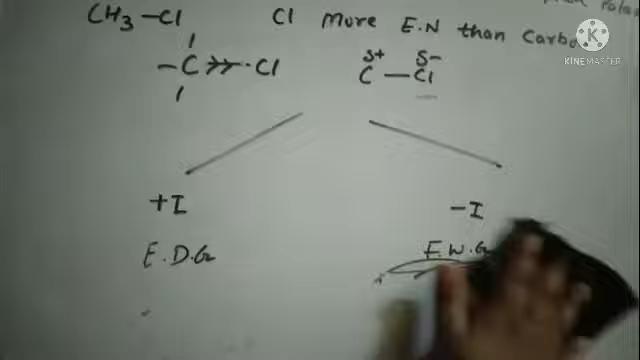 CH3-Cl Cl More E.N than Carbo
-C->>-Cl δ+ δ-
C-Cl
+I -I
E.D.G E.W.G
KINEMASTER